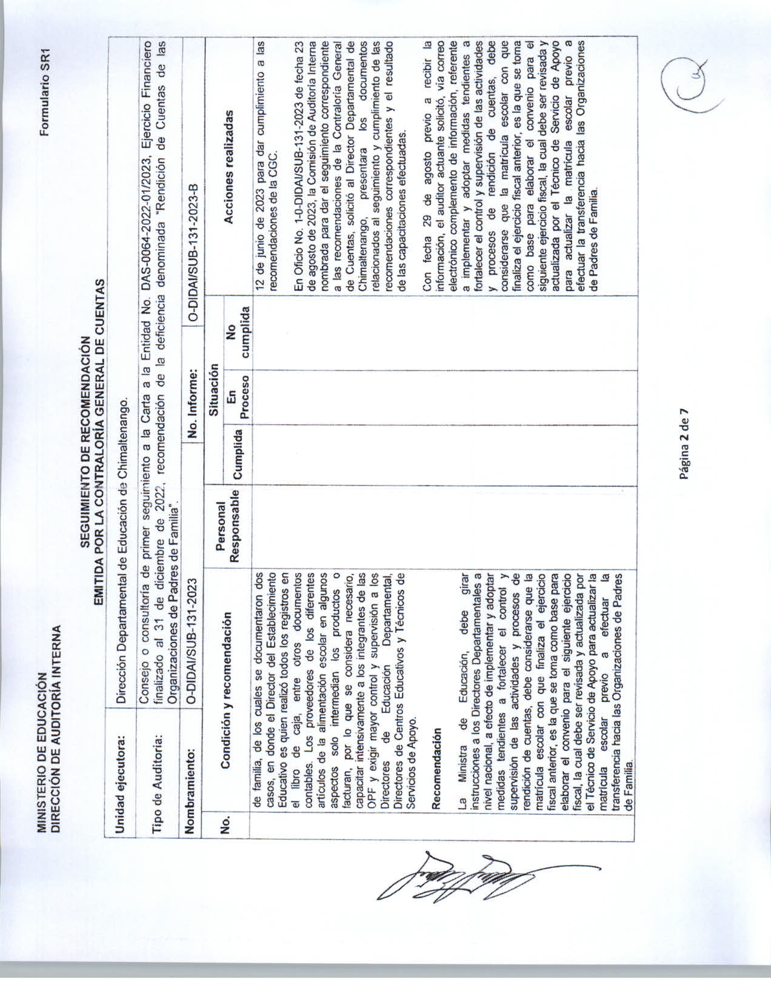 MINISTERIO DE EDUCACIÓN
DIRECCIÓN DE AUDITORÍA INTERNA
Formulario SR1
SEGUIMIENTO DE RECOMENDACIÓN
EMITIDA POR LA CONTRALORÍA GENERAL DE CUENTAS
Unidad ejecutora: Dirección Departamental de Educación de Chimaltenango.
Tipo de Auditoria: Consejo o consultoría de primer seguimiento a la Carta a la Entidad No. DAS-0064-2022-01/2023, Ejercicio Financiero
finalizado al 31 de diciembre de 2022, recomendación de la deficiencia denominada "Rendición de Cuentas de las
Organizaciones de Padres de Familia".
Nombramiento: O-DIDAI/SUB-131-2023 No. Informe: O-DIDAI/SUB-131-2023-B
No. Condición y recomendación Personal Responsable Situación Acciones realizadas
Cumplida En Proceso No cumplida
de familia, de los cuales se documentaron dos
casos, en donde el Director del Establecimiento
Educativo es quien realizó todos los registros en
el libro de caja, entre otros documentos
contables. Los proveedores de los diferentes
artículos de la alimentación escolar en algunos
aspectos solo intermedian los productos o
facturan, por lo que se considera necesario,
capacitar intensivamente a los integrantes de las
OPF y exigir mayor control y supervisión a los
Directores de Educación Departamental,
Directores de Centros Educativos y Técnicos de
Servicios de Apoyo.
Recomendación
La Ministra de Educación, debe girar
instrucciones a los Directores Departamentales a
nivel nacional, a efecto de implementar y adoptar
medidas tendientes a fortalecer el control y
supervisión de las actividades y procesos de
rendición de cuentas, debe considerarse que la
matrícula escolar con que finaliza el ejercicio
fiscal anterior, es la que se toma como base para
elaborar el convenio para el siguiente ejercicio
fiscal, la cual debe ser revisada y actualizada por
el Técnico de Servicio de Apoyo para actualizar la
matrícula escolar previo a efectuar la
transferencia hacia las Organizaciones de Padres
de Familia.
12 de junio de 2023 para dar cumplimiento a las
recomendaciones de la CGC.
En Oficio No. 1-0-DIDAI/SUB-131-2023 de fecha 23
de agosto de 2023, la Comisión de Auditoría Interna
nombrada para dar el seguimiento correspondiente
a las recomendaciones de la Contraloría General
de Cuentas, solicitó al Director Departamental de
Chimaltenango, presentara los documentos
relacionados al seguimiento y cumplimiento de las
recomendaciones correspondientes y el resultado
de las capacitaciones efectuadas.
Con fecha 29 de agosto previo a recibir la
información, el auditor actuante solicitó, vía correo
electrónico complemento de información, referente
a implementar y adoptar medidas tendientes a
fortalecer el control y supervisión de las actividades
y procesos de rendición de cuentas, debe
considerarse que la matrícula escolar con que
finaliza el ejercicio fiscal anterior, es la que se toma
como base para elaborar el convenio para el
siguiente ejercicio fiscal, la cual debe ser revisada y
actualizada por el Técnico de Servicio de Apoyo
para actualizar la matrícula escolar previo a
efectuar la transferencia hacia las Organizaciones
de Padres de Familia.
Página 2 de 7